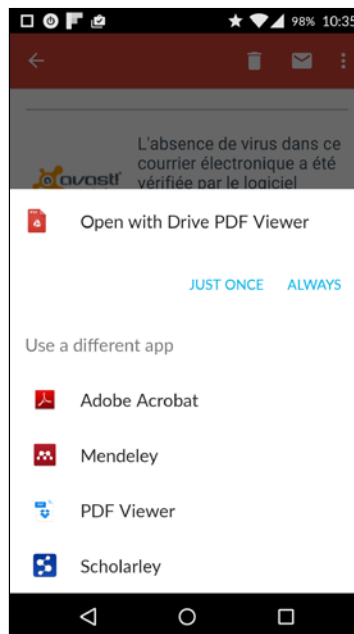 98% 10:35
L'absence de virus dans ce
avast! courrier électronique a été
vérifiée par le logiciel
Open with Drive PDF Viewer
JUST ONCE ALWAYS
Use a different app
Adobe Acrobat
Mendeley
PDF Viewer
Scholarley